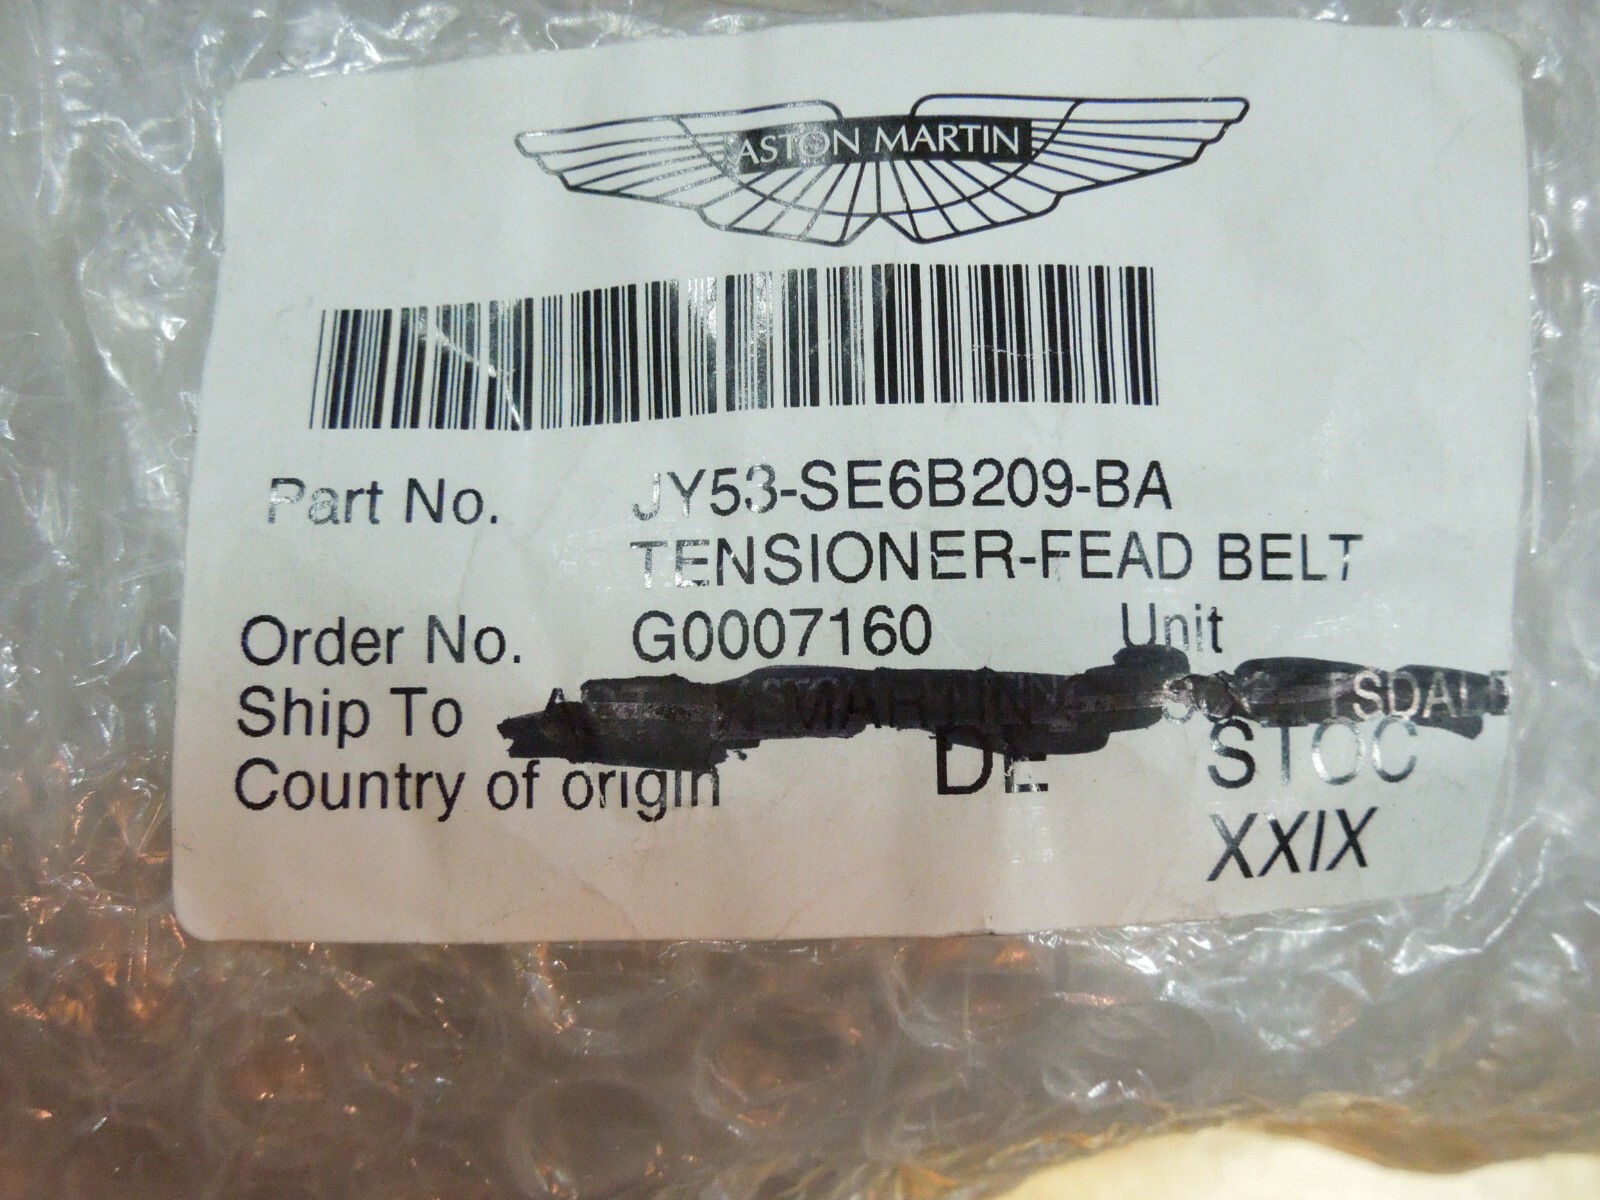 ASTON MARTIN
Part No. JY53-SE6B209-BA
TENSIONER-FEAD BELT
Order No. G0007160 Unit
Ship To MARTIN
Country of origin DE STOC
XXIX